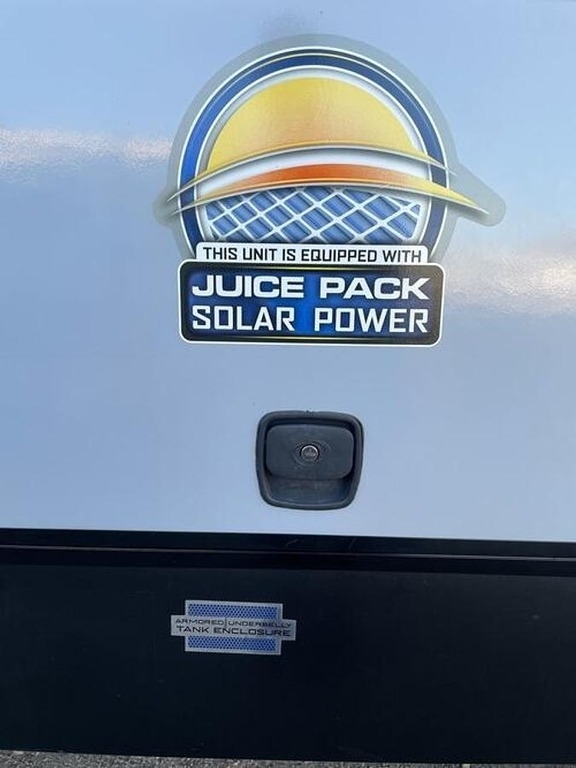 THIS UNIT IS EQUIPPED WITH
JUICE PACK
SOLAR POWER
ARMORED UNDERBELLY
TANK ENCLOSURE